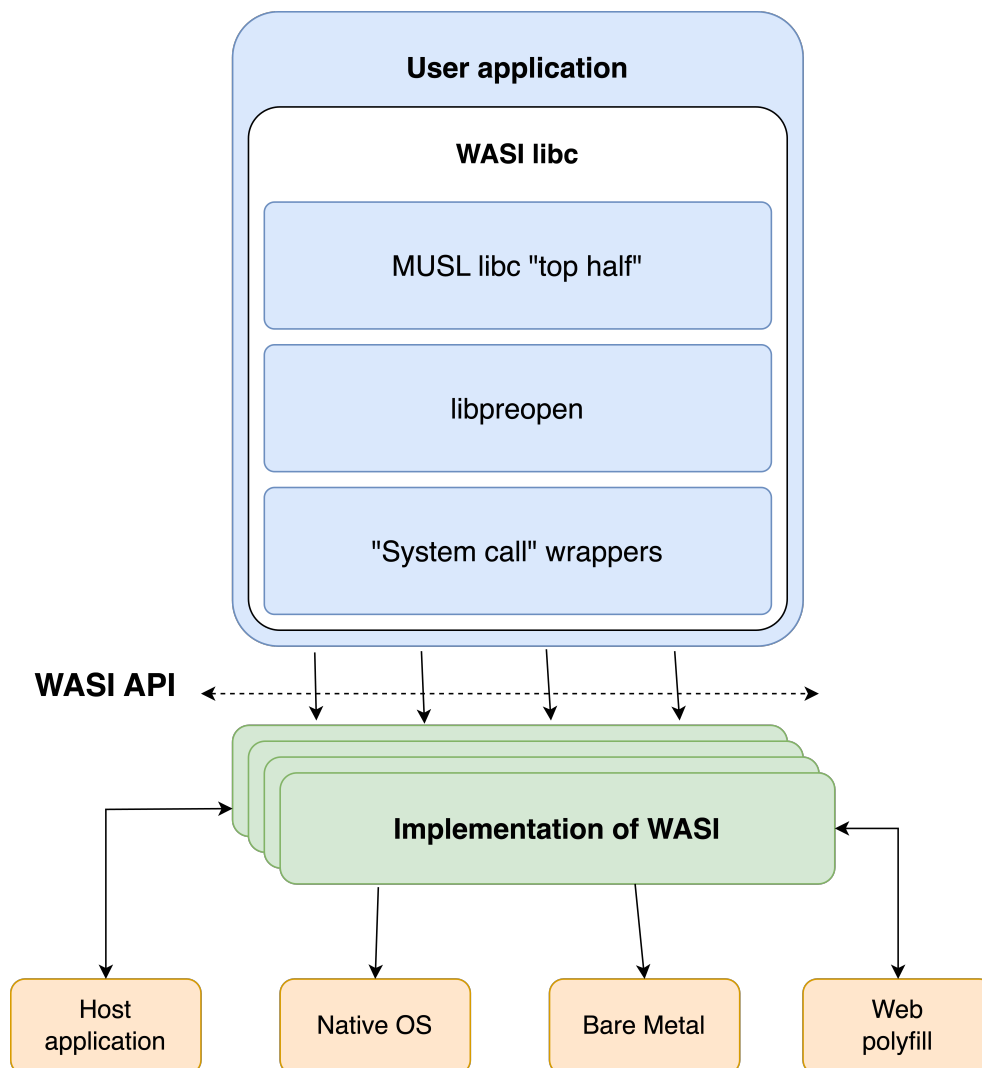 User application
WASI libc
MUSL libc "top half"
libpreopen
"System call" wrappers
WASI API
Implementation of WASI
Host
application
Native OS
Bare Metal
Web
polyfill